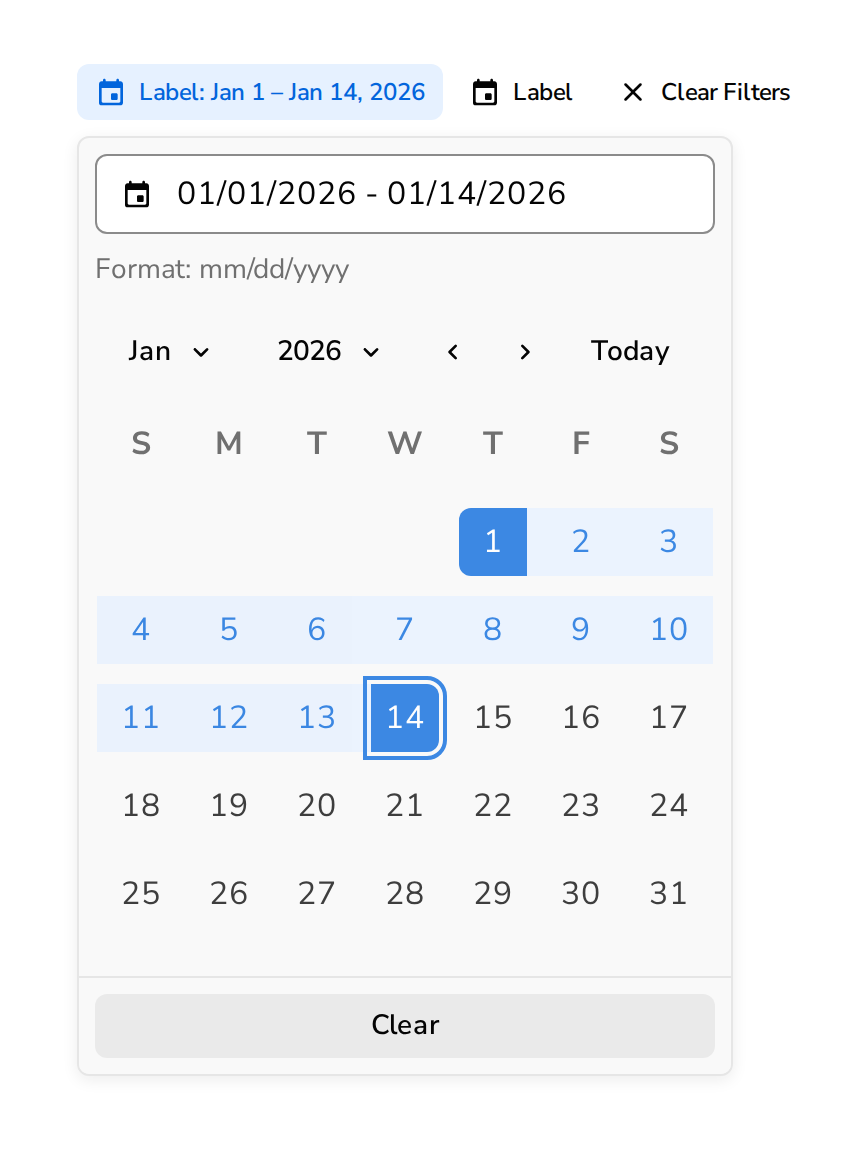 Label: Jan 1 – Jan 14, 2026 Label Clear Filters
01/01/2026 - 01/14/2026
Format: mm/dd/yyyy
Jan 2026 Today
S M T W T F S
1 2 3
4 5 6 7 8 9 10
11 12 13 14 15 16 17
18 19 20 21 22 23 24
25 26 27 28 29 30 31
Clear